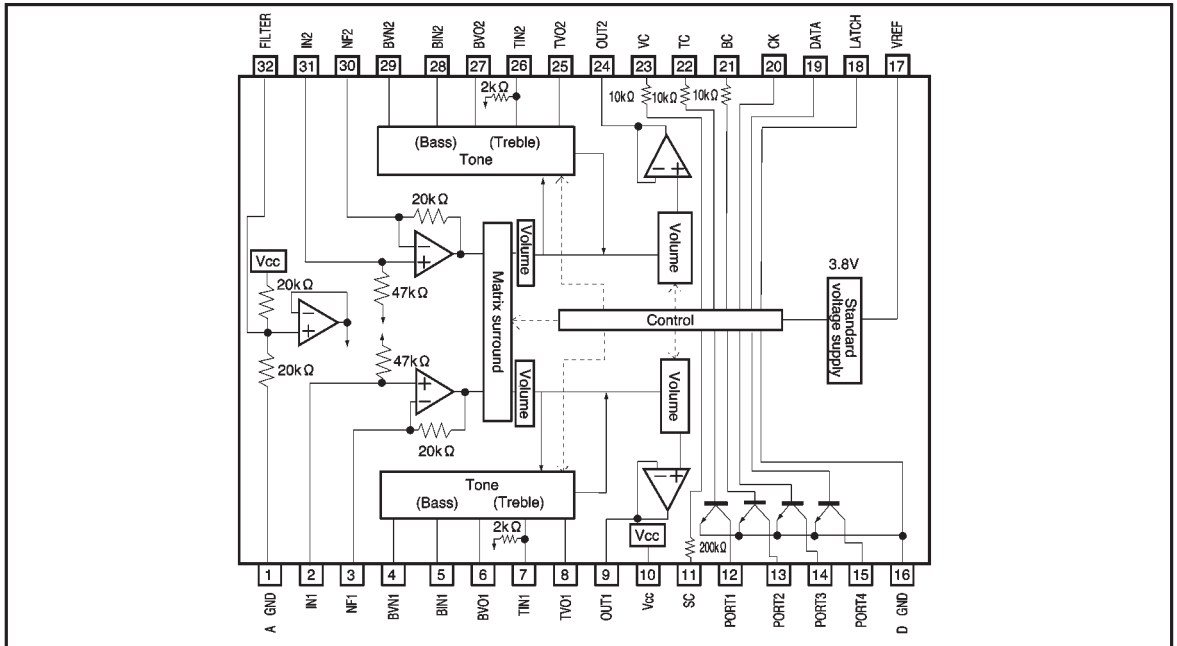 FILTER IN2 NF2 BVN2 BIN2 BVO2 TIN2 TVO2 OUT2 VC TC BC CK DATA LATCH VREF
32 31 30 29 28 27 26 25 24 23 22 21 20 19 18 17
2kΩ
10kΩ 10kΩ 10kΩ
(Bass) (Treble)
Tone
− +
20kΩ
−
+
Volume
Volume
Vcc
20kΩ
47kΩ
−
+
Matrix surround
Control
3.8V
Standard voltage supply
20kΩ
47kΩ
+
−
Volume
Volume
20kΩ
Tone
(Bass) (Treble)
− +
2kΩ
Vcc
200kΩ
1 2 3 4 5 6 7 8 9 10 11 12 13 14 15 16
A GND IN1 NF1 BVN1 BIN1 BVO1 TIN1 TVO1 OUT1 Vcc SC PORT1 PORT2 PORT3 PORT4 D GND